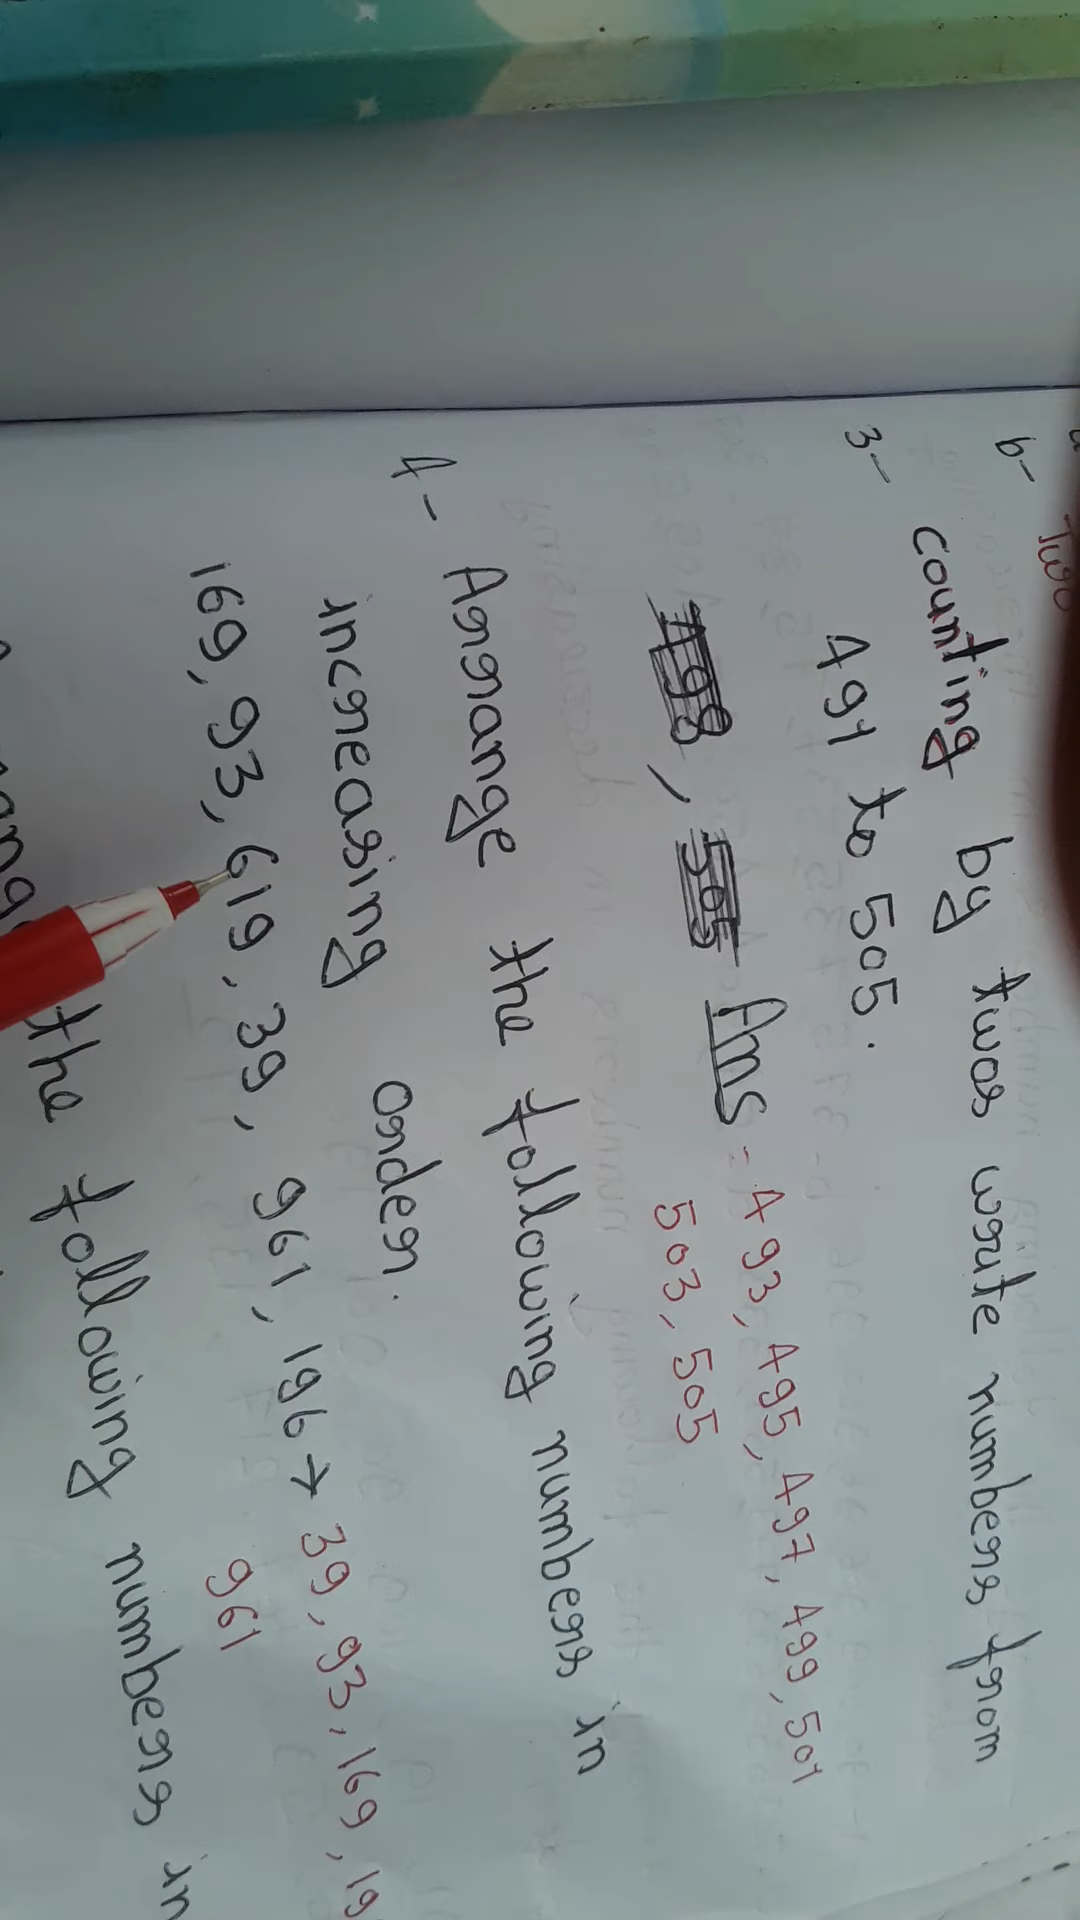 b- Two
3- counting by twos write numbers from
491 to 505.
498, 505 Ans = 493, 495, 497, 499, 501
503, 505
4- Arrange the following numbers in
increasing order.
169, 93, 619, 39, 961, 196 → 39, 93, 169, 19
961
the following numbers in